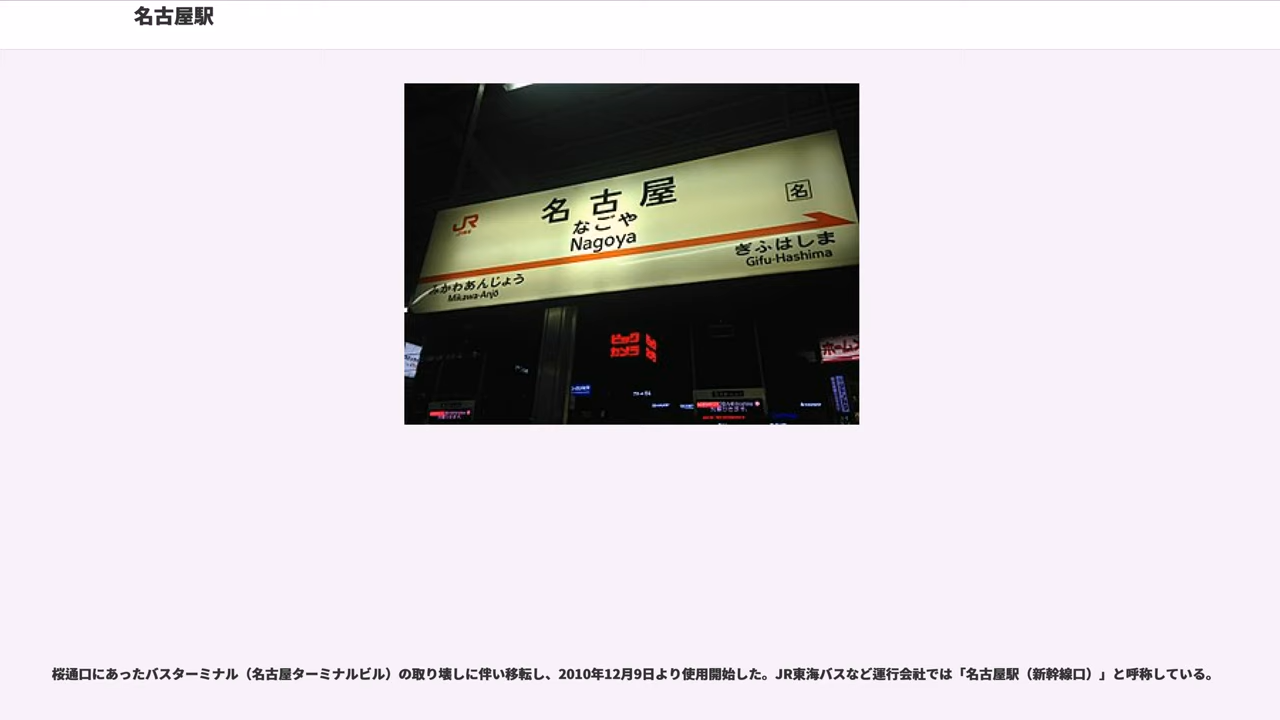 名古屋駅
JR
名古屋
名
なごや
Nagoya
ぎふはしま
Gifu-Hashima
みかわあんじょう
Mikawa-Anjō
ビック
カメラ
桜通口にあったバスターミナル（名古屋ターミナルビル）の取り壊しに伴い移転し、2010年12月9日より使用開始した。JR東海バスなど運行会社では「名古屋駅（新幹線口）」と呼称している。